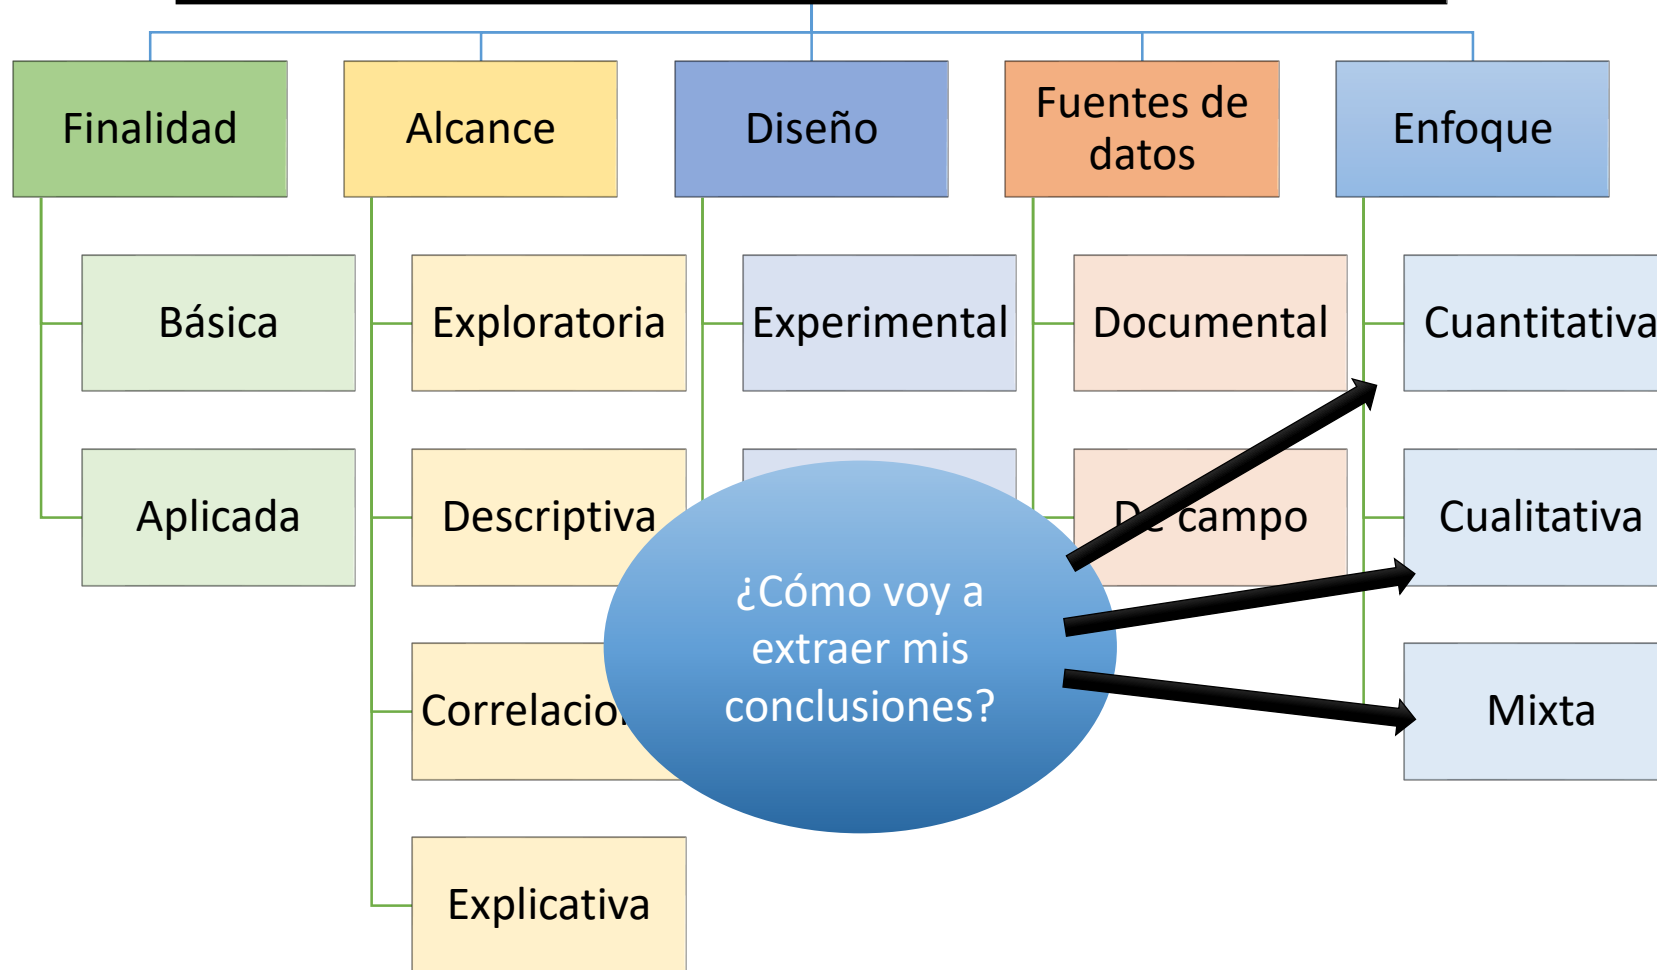 Finalidad
Alcance
Diseño
Fuentes de
datos
Enfoque
Básica
Exploratoria
Experimental
Documental
Cuantitativa
Aplicada
Descriptiva
De campo
Cualitativa
¿Cómo voy a
extraer mis
conclusiones?
Mixta
Explicativa